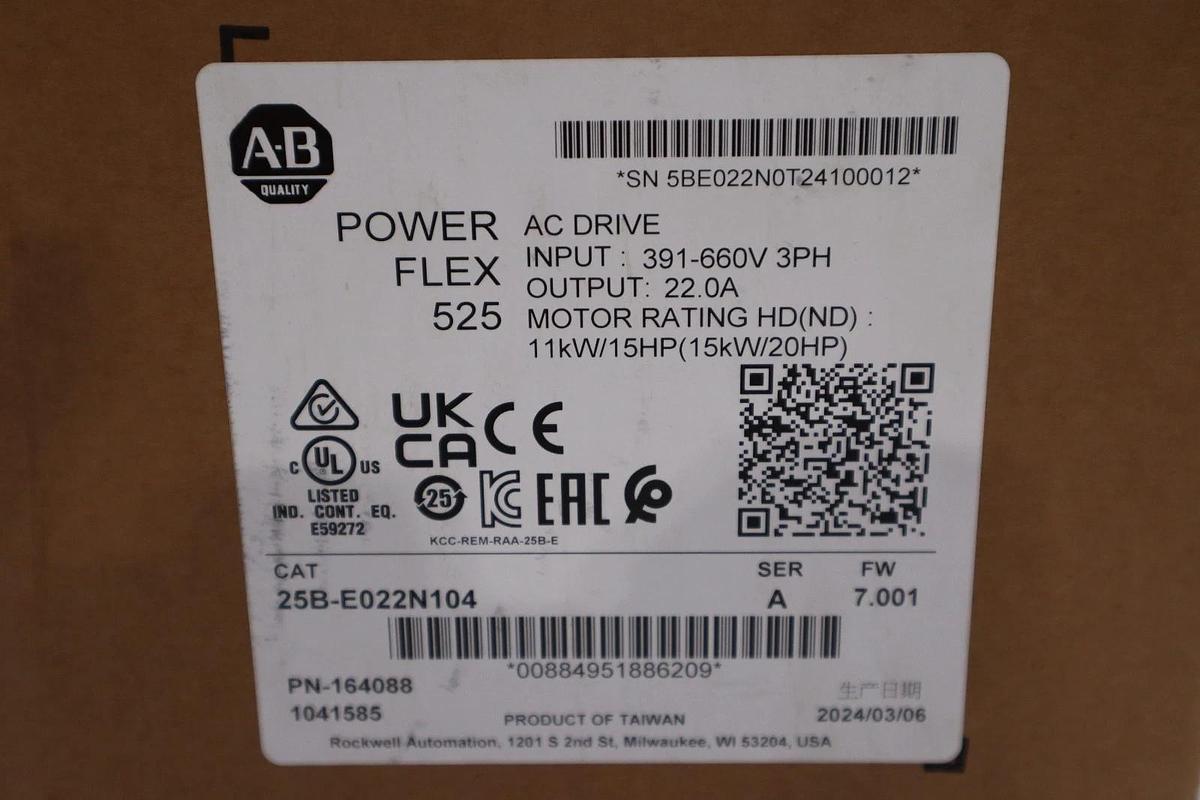 A·B
QUALITY
*SN 5BE022N0T24100012*
POWER
FLEX
525
AC DRIVE
INPUT : 391-660V 3PH
OUTPUT: 22.0A
MOTOR RATING HD(ND) :
11kW/15HP(15kW/20HP)
UK
CA
CE
C UL US
LISTED
IND. CONT. EQ.
E59272
25
KC
EAC
KCC-REM-RAA-25B-E
CAT
25B-E022N104
SER
A
FW
7.001
*00884951886209*
PN-164088
1041585
PRODUCT OF TAIWAN
生产日期
2024/03/06
Rockwell Automation, 1201 S 2nd St, Milwaukee, WI 53204, USA